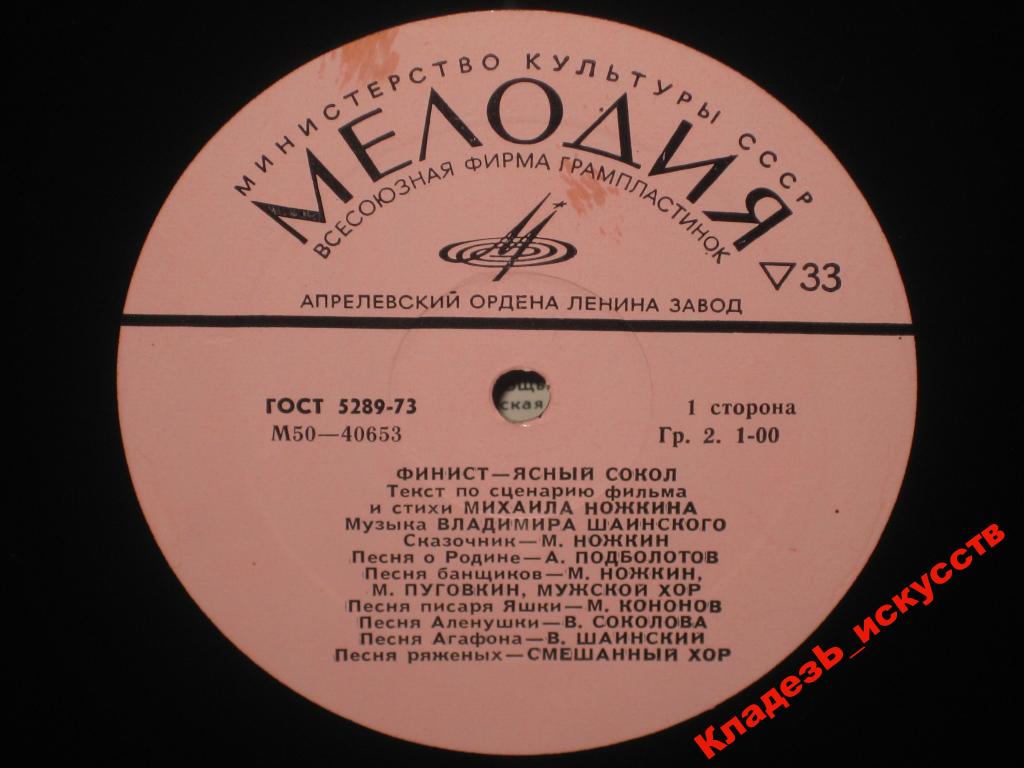 МИНИСТЕРСТВО КУЛЬТУРЫ СССР
МЕЛОДИЯ
ВСЕСОЮЗНАЯ ФИРМА ГРАМПЛАСТИНОК
33
АПРЕЛЕВСКИЙ ОРДЕНА ЛЕНИНА ЗАВОД
ГОСТ 5289-73
М50—40653
ская
1 сторона
Гр. 2. 1-00
ФИНИСТ—ЯСНЫЙ СОКОЛ
Текст по сценарию фильма
и стихи МИХАИЛА НОЖКИНА
Музыка ВЛАДИМИРА ШАИНСКОГО
Сказочник—М. НОЖКИН
Песня о Родине—А. ПОДБОЛОТОВ
Песня банщиков—М. НОЖКИН,
М. ПУГОВКИН, МУЖСКОЙ ХОР
Песня писаря Яшки—М. КОНОНОВ
Песня Аленушки—В. СОКОЛОВА
Песня Агафона—В. ШАИНСКИЙ
Песня ряженых—СМЕШАННЫЙ ХОР
Кладезь_искусств